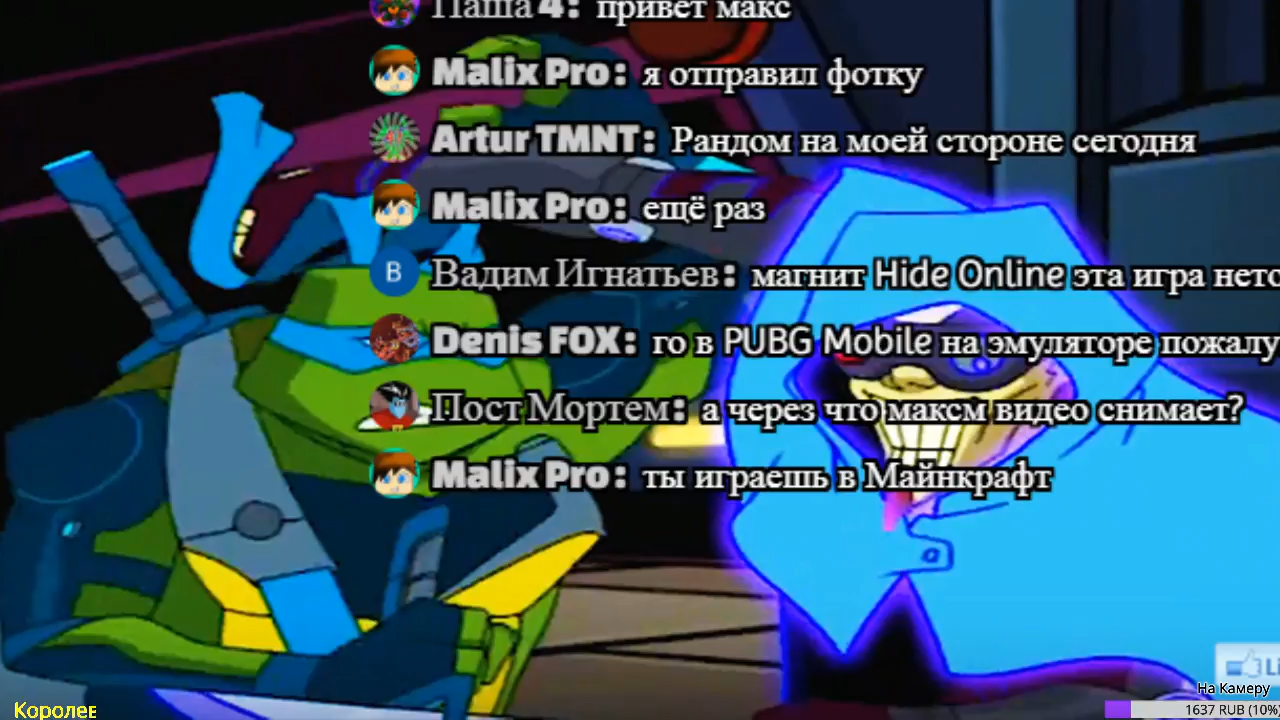 Паша 4: привет макс
Malix Pro: я отправил фотку
Artur TMNT: Рандом на моей стороне сегодня
Malix Pro: ещё раз
В Вадим Игнатьев: магнит Hide Online эта игра нето
Denis FOX: го в PUBG Mobile на эмуляторе пожалу
Пост Мортем: а через что максм видео снимает?
Malix Pro: ты играешь в Майнкрафт
a
Li
На Камеру
1637 RUB (10%)
Королев